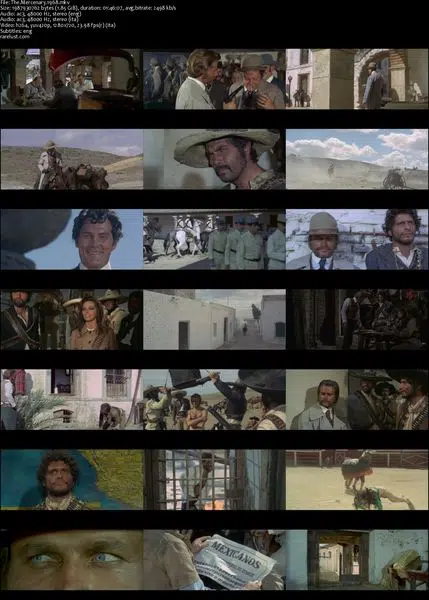 File: The.Mercenary.1968.mkv
Size: 1987930762 bytes (1.85 GiB), duration: 01:46:07, avg.bitrate: 2498 kb/s
Audio: ac3, 48000 Hz, stereo (eng)
Audio: ac3, 48000 Hz, stereo (ita)
Video: h264, yuv420p, 1280x720, 23.98 fps(r) (ita)
Subtitles: eng
rarelust.com
MEXICANOS